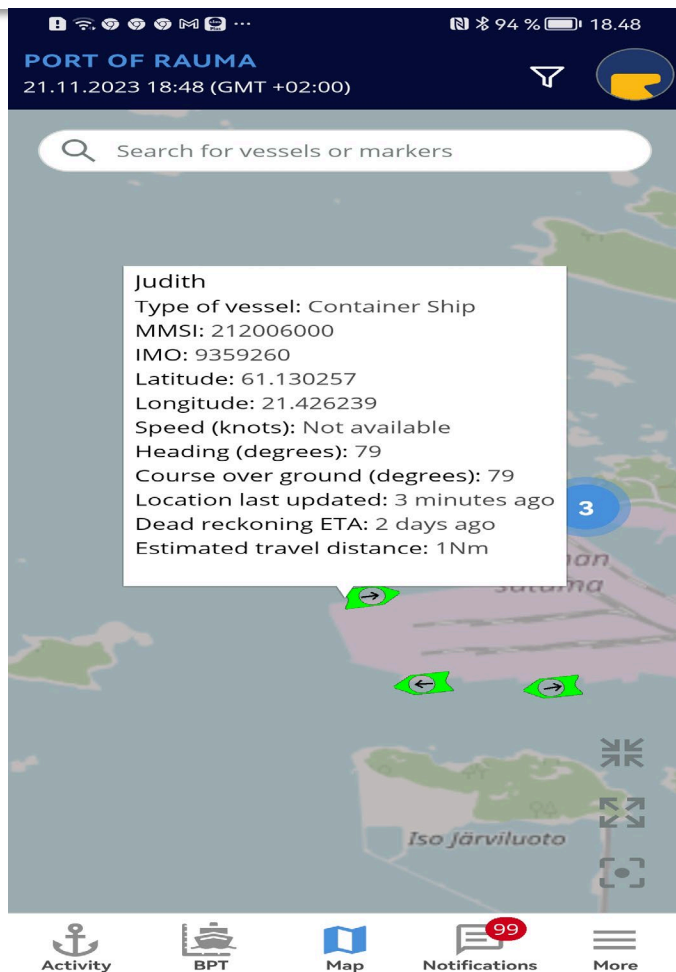 94 % 18.48
PORT OF RAUMA
21.11.2023 18:48 (GMT +02:00)
Search for vessels or markers
Judith
Type of vessel: Container Ship
MMSI: 212006000
IMO: 9359260
Latitude: 61.130257
Longitude: 21.426239
Speed (knots): Not available
Heading (degrees): 79
Course over ground (degrees): 79
Location last updated: 3 minutes ago
Dead reckoning ETA: 2 days ago
Estimated travel distance: 1Nm
3
Iso Järviluoto
99
Activity BPT Map Notifications More